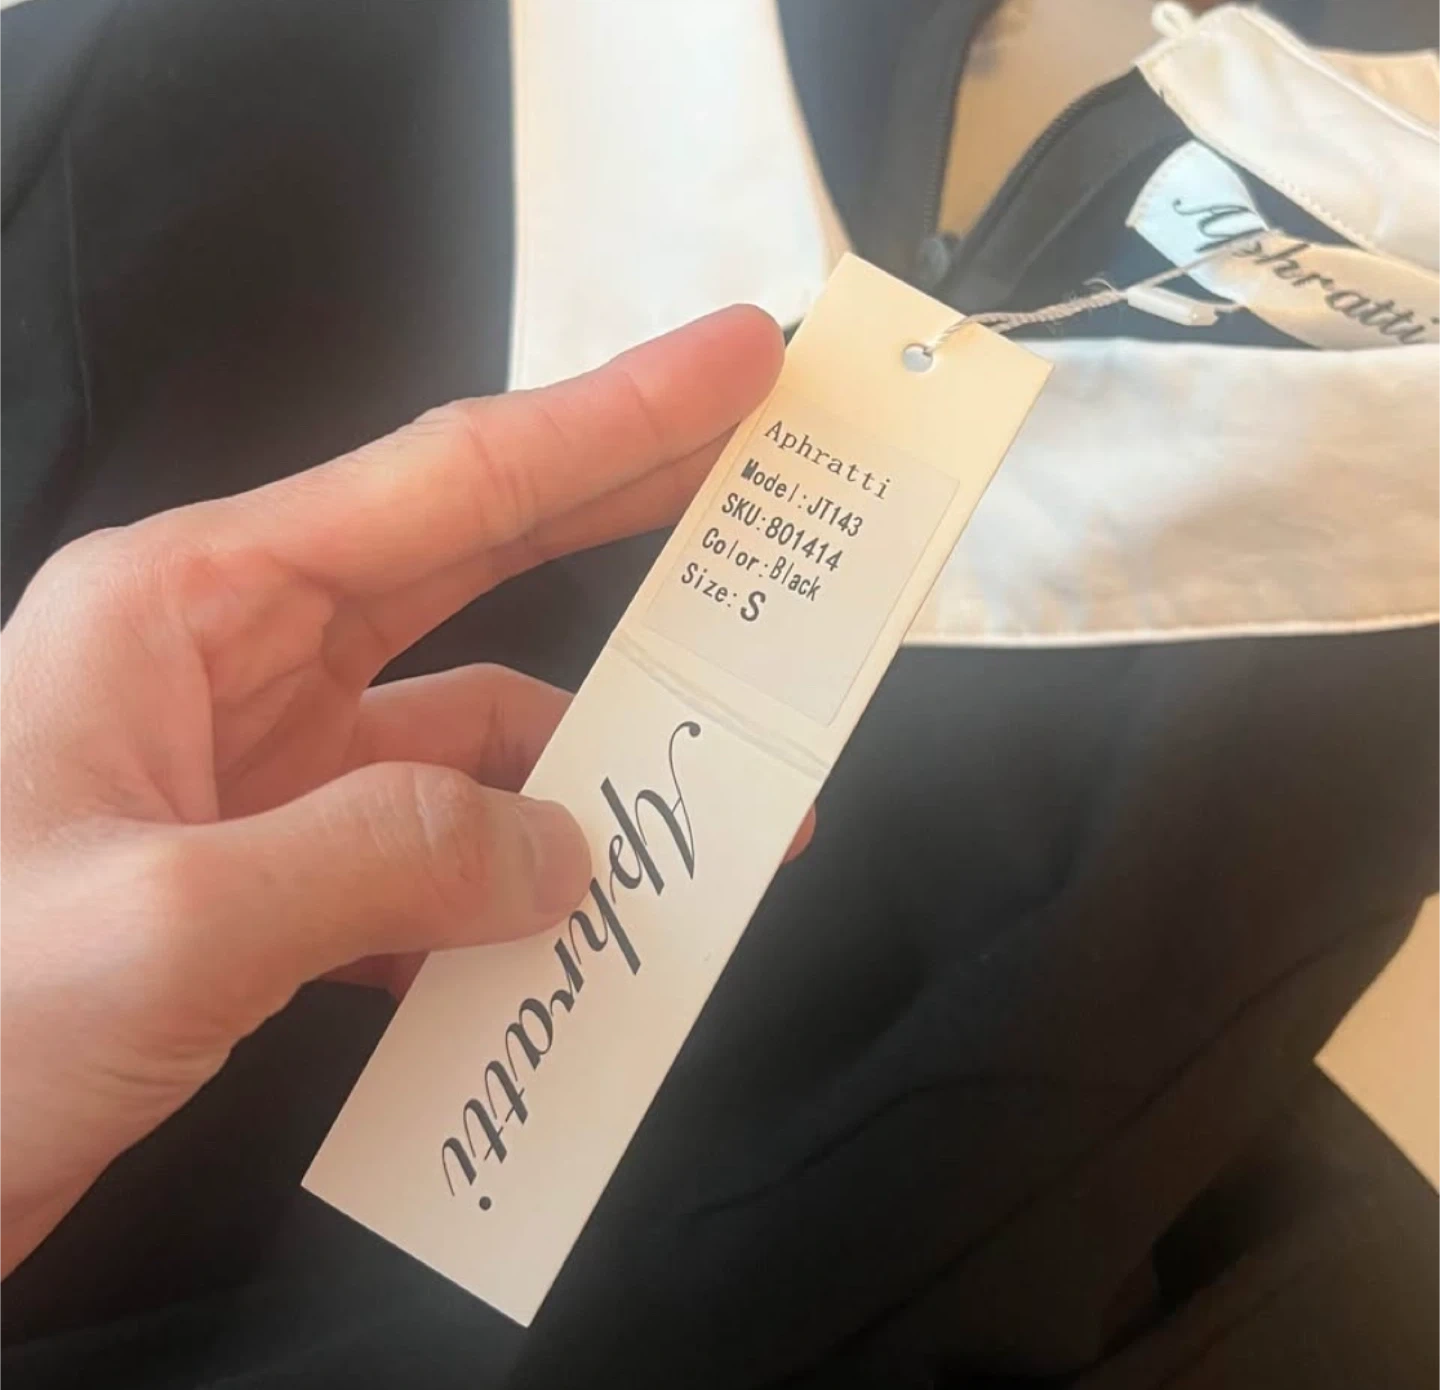 Aphratti
Aphratti
Model:JT143
SKU:801414
Color:Black
Size: S
Aphratti